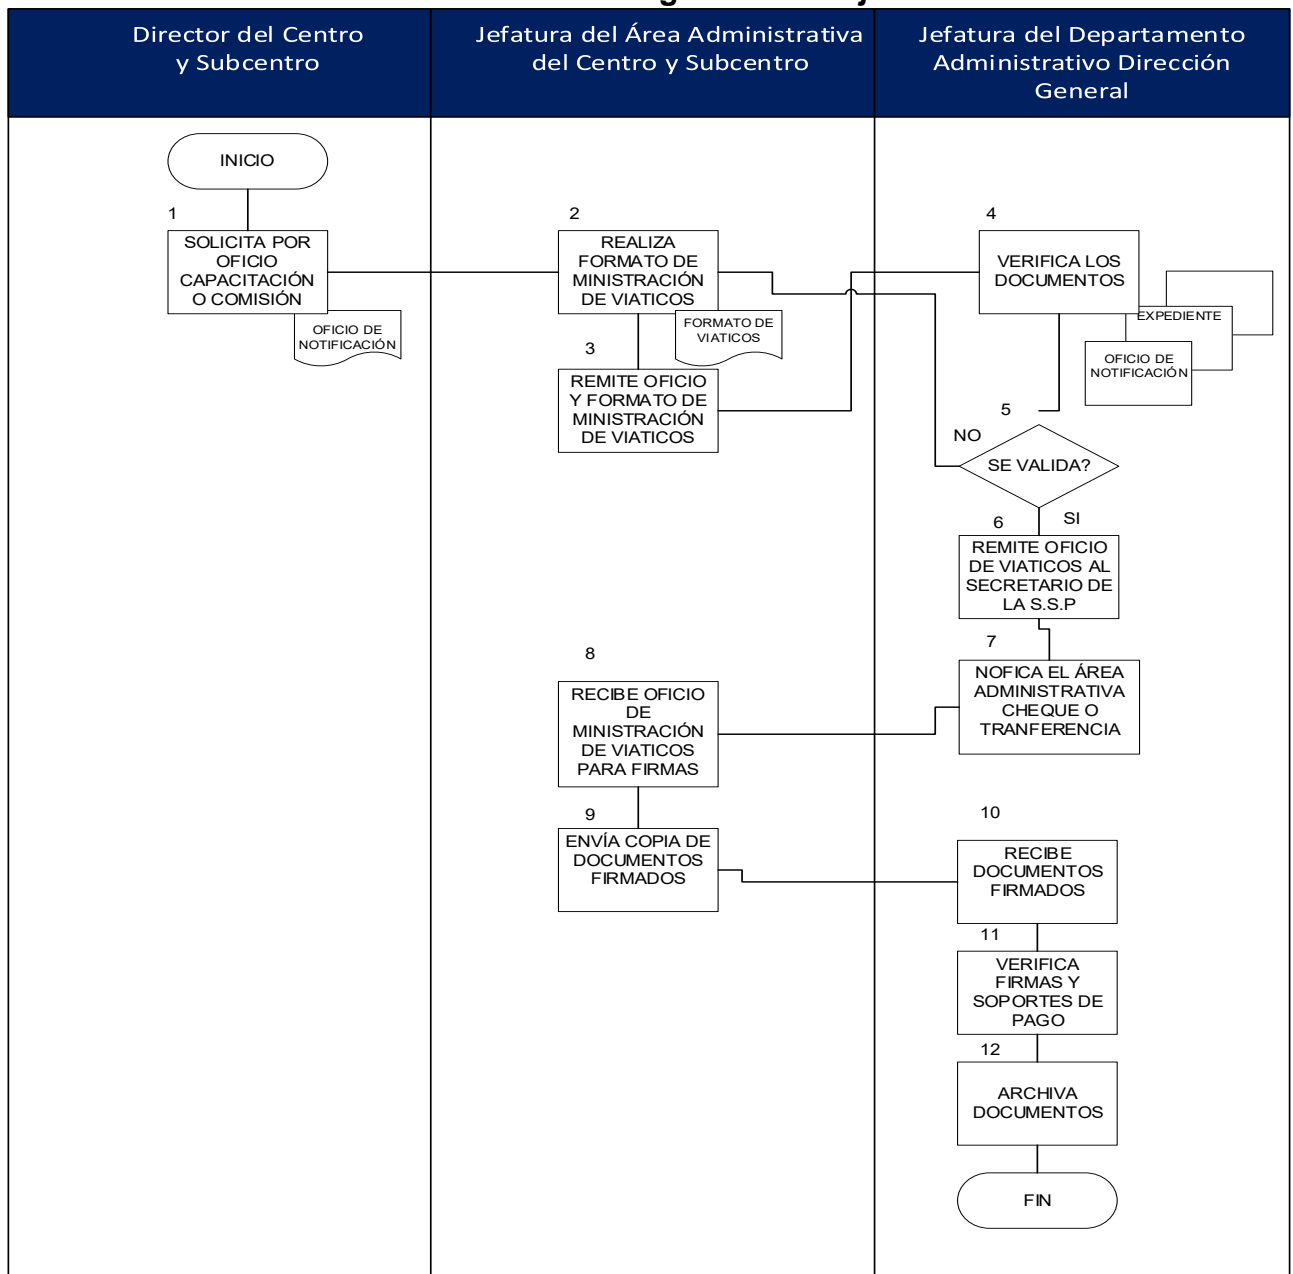 Director del Centro
y Subcentro
Jefatura del Área Administrativa
del Centro y Subcentro
Jefatura del Departamento
Administrativo Dirección
General
INICIO
1
SOLICITA POR
OFICIO
CAPACITACIÓN
O COMISIÓN
OFICIO DE
NOTIFICACIÓN
2
REALIZA
FORMATO DE
MINISTRACIÓN
DE VIATICOS
FORMATO DE
VIATICOS
3
REMITE OFICIO
Y FORMATO DE
MINISTRACIÓN
DE VIATICOS
4
VERIFICA LOS
DOCUMENTOS
EXPEDIENTE
OFICIO DE
NOTIFICACIÓN
5
NO
SE VALIDA?
SI
6
REMITE OFICIO
DE VIATICOS AL
SECRETARIO DE
LA S.S.P
7
NOFICA EL ÁREA
ADMINISTRATIVA
CHEQUE O
TRANFERENCIA
8
RECIBE OFICIO
DE
MINISTRACIÓN
DE VIATICOS
PARA FIRMAS
9
ENVÍA COPIA DE
DOCUMENTOS
FIRMADOS
10
RECIBE
DOCUMENTOS
FIRMADOS
11
VERIFICA
FIRMAS Y
SOPORTES DE
PAGO
12
ARCHIVA
DOCUMENTOS
FIN